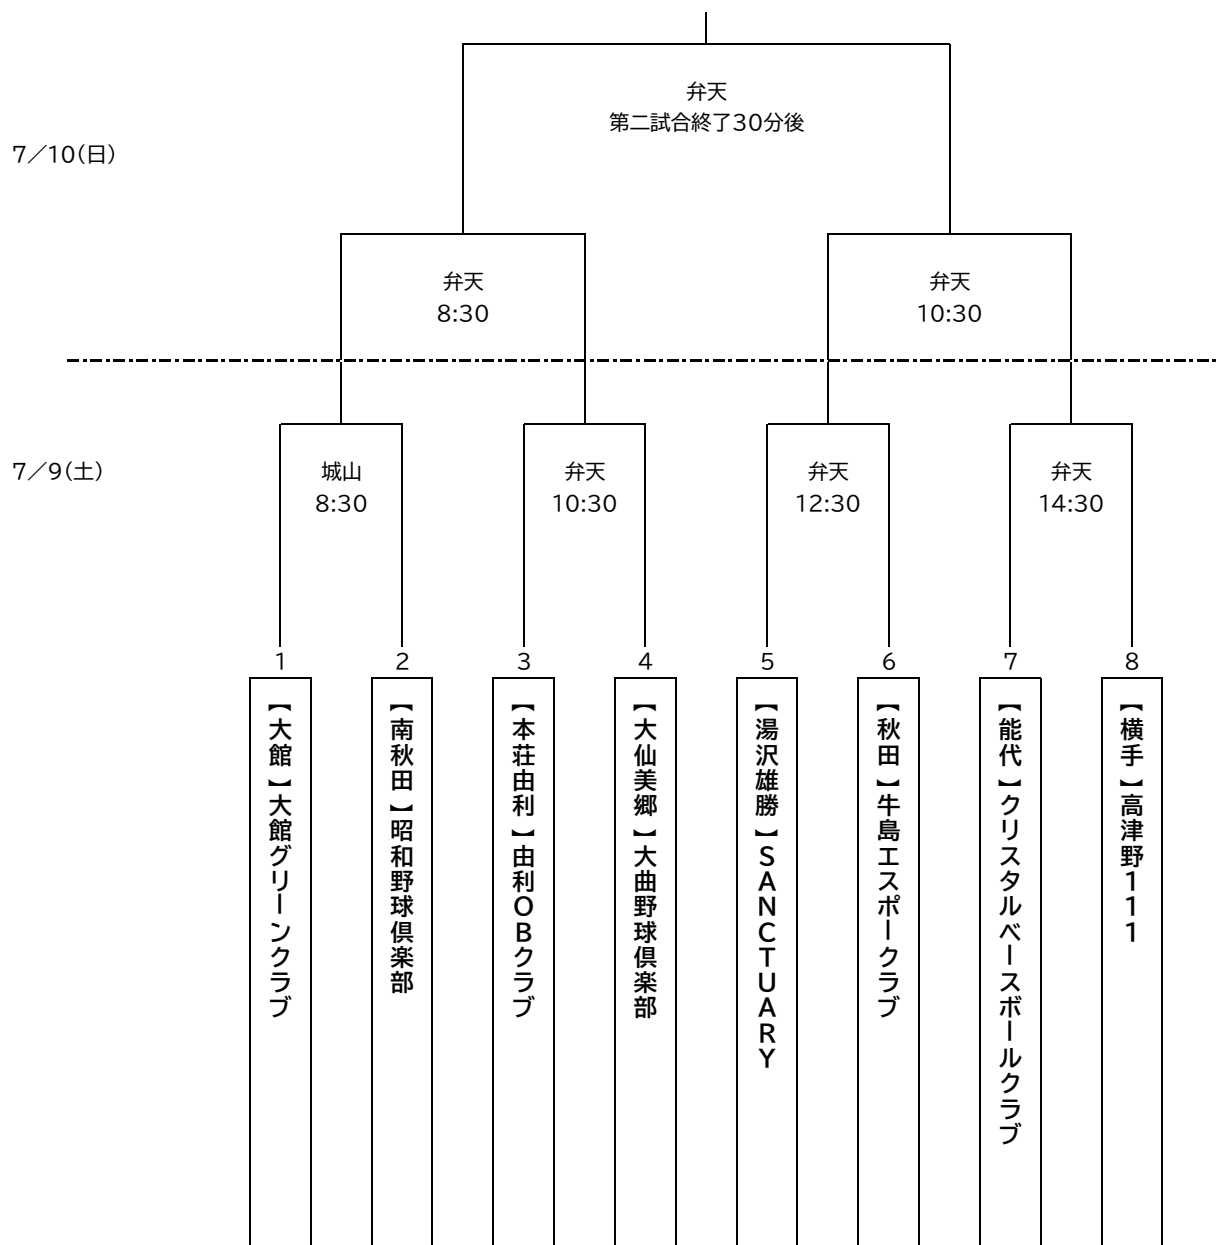 弁天
第二試合終了30分後
7／10(日)
弁天
8:30
弁天
10:30
7／9(土)
城山
8:30
弁天
10:30
弁天
12:30
弁天
14:30
1
2
3
4
5
6
7
8
【大館】大館グリーンクラブ
【南秋田】昭和野球倶楽部
【本荘由利】由利OBクラブ
【大仙美郷】大曲野球倶楽部
【湯沢雄勝】SANCTUARY
【秋田】牛島エスポークラブ
【能代】クリスタルベースボールクラブ
【横手】高津野111